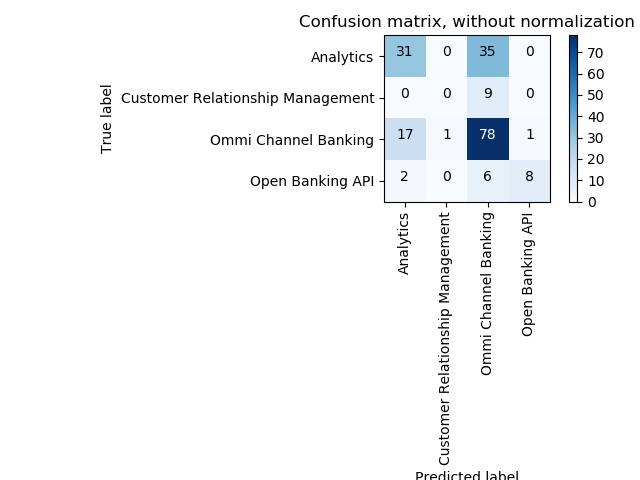 Confusion matrix, without normalization
True label
Analytics 31 0 35 0
Customer Relationship Management 0 0 9 0
Ommi Channel Banking 17 1 78 1
Open Banking API 2 0 6 8
70
60
50
40
30
20
10
0
Analytics
Customer Relationship Management
Ommi Channel Banking
Open Banking API
Predicted label